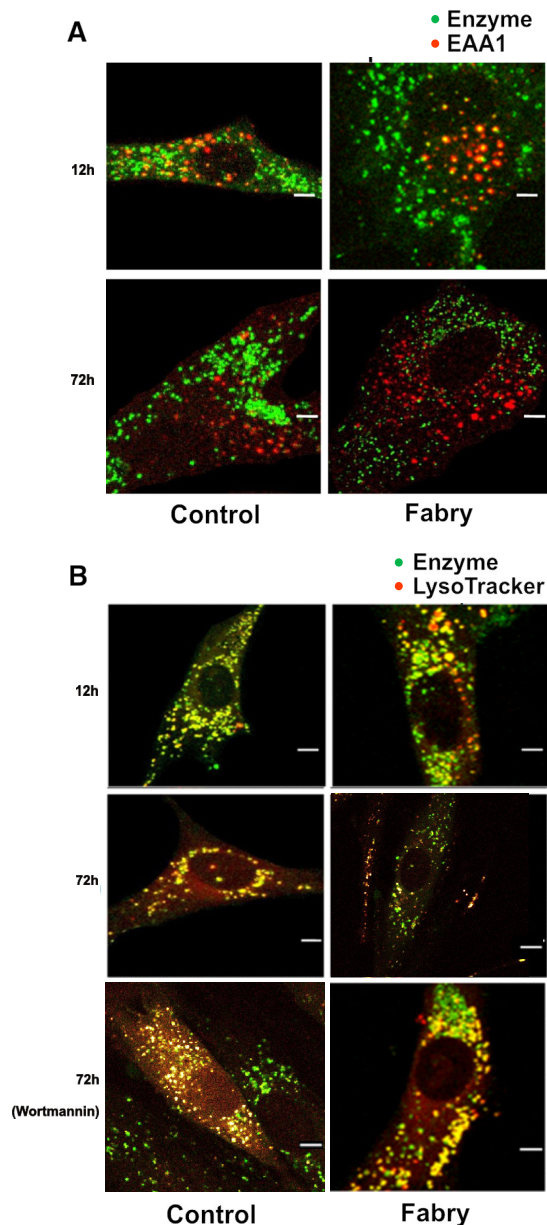 A
Enzyme
EAA1
12h
72h
Control Fabry
B
Enzyme
LysoTracker
12h
72h
72h
(Wortmannin)
Control Fabry